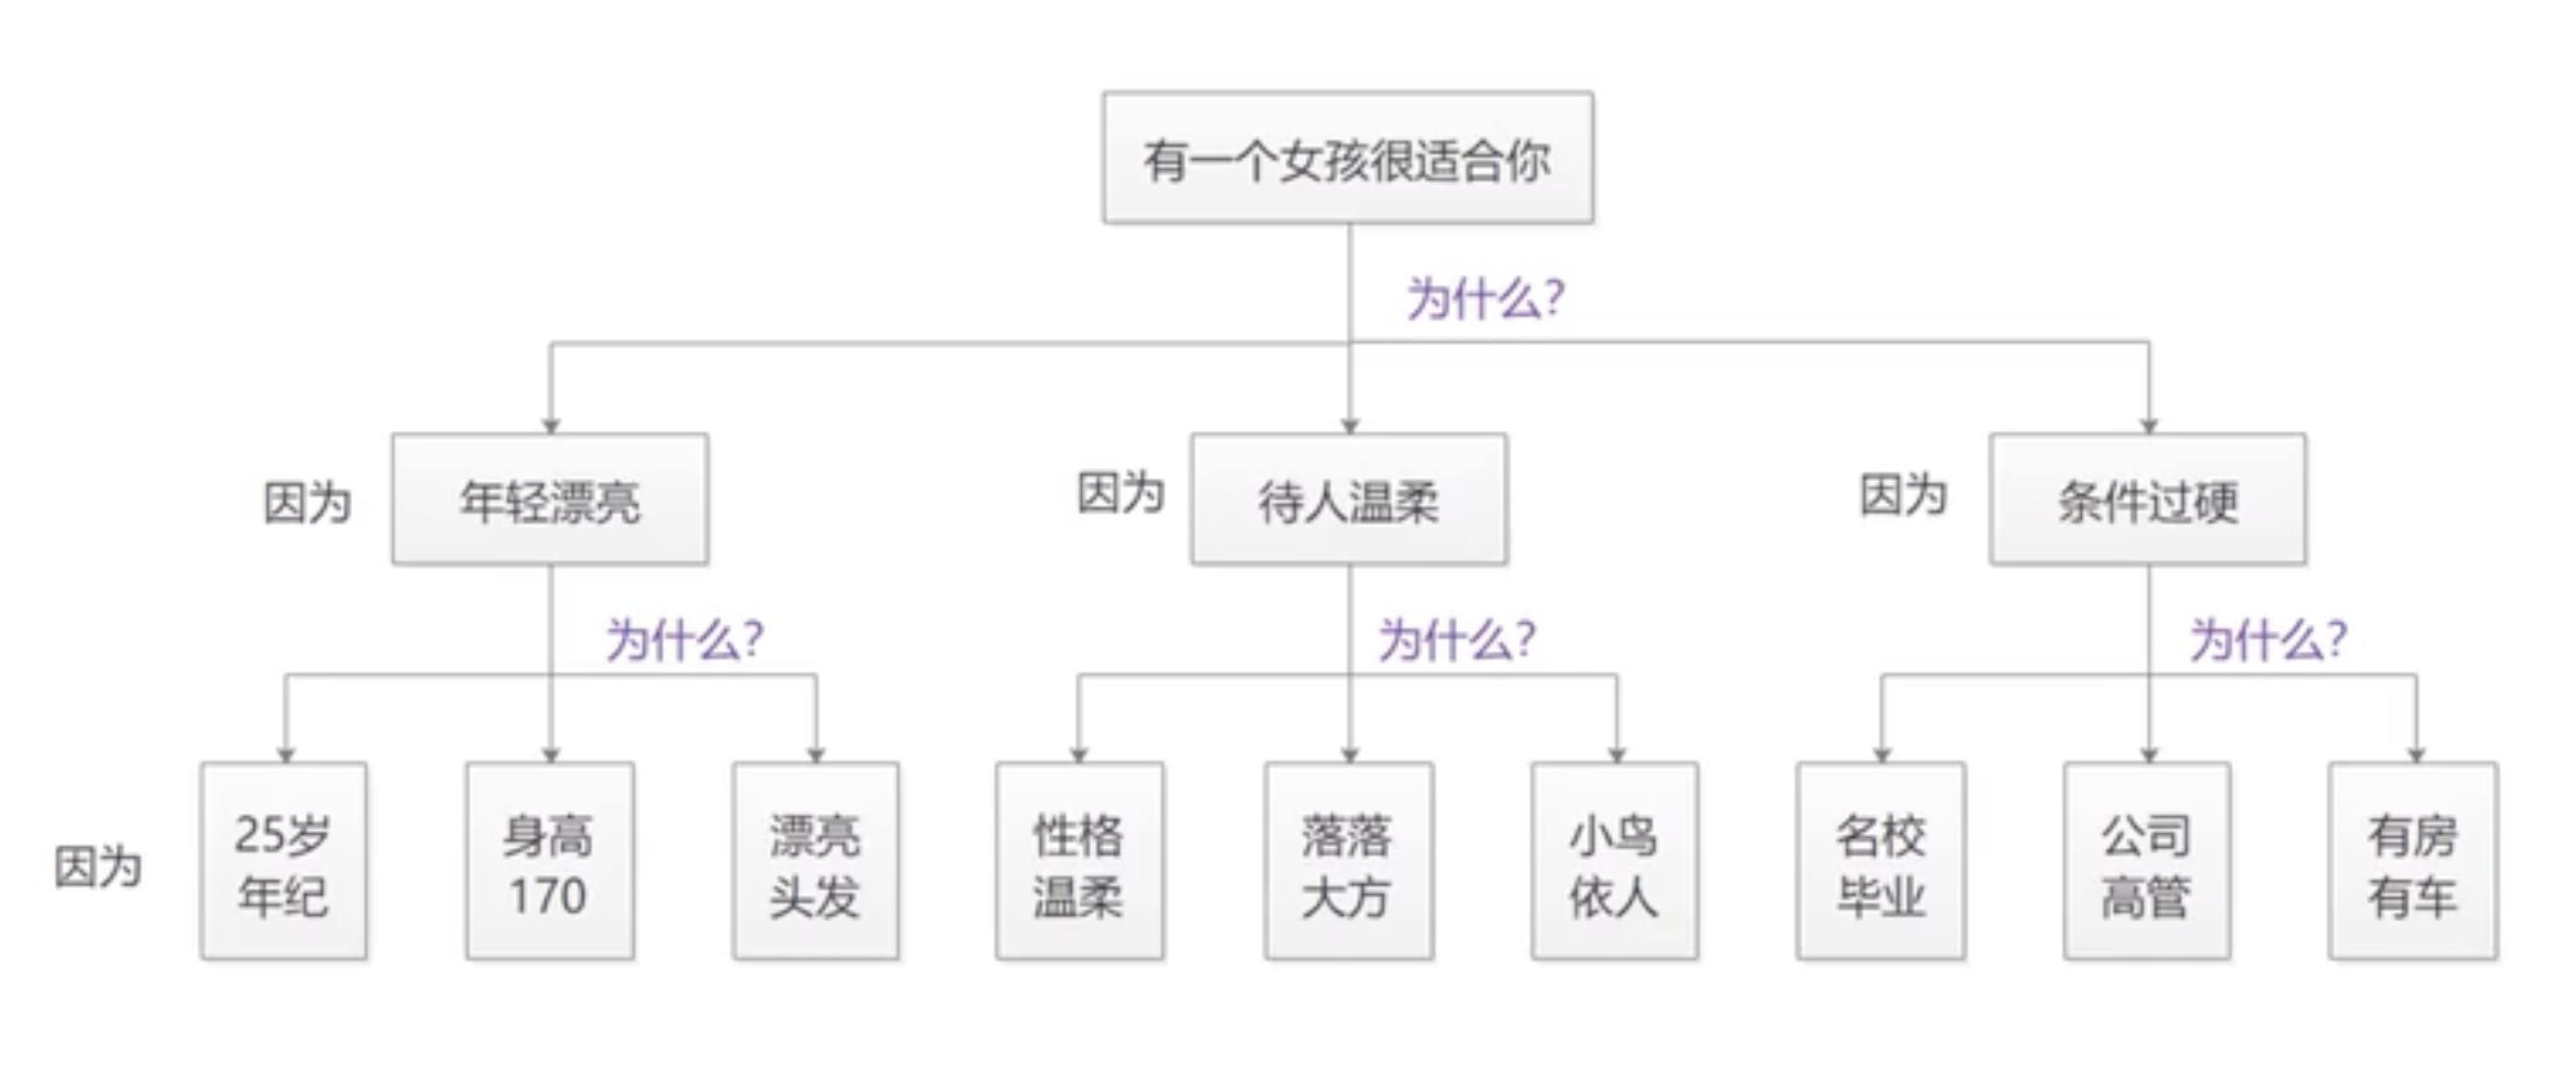 有一个女孩很适合你
为什么?
因为
年轻漂亮
因为
待人温柔
因为
条件过硬
为什么?
为什么?
为什么?
因为
25岁
年纪
身高
170
漂亮
头发
性格
温柔
落落
大方
小鸟
依人
名校
毕业
公司
高管
有房
有车